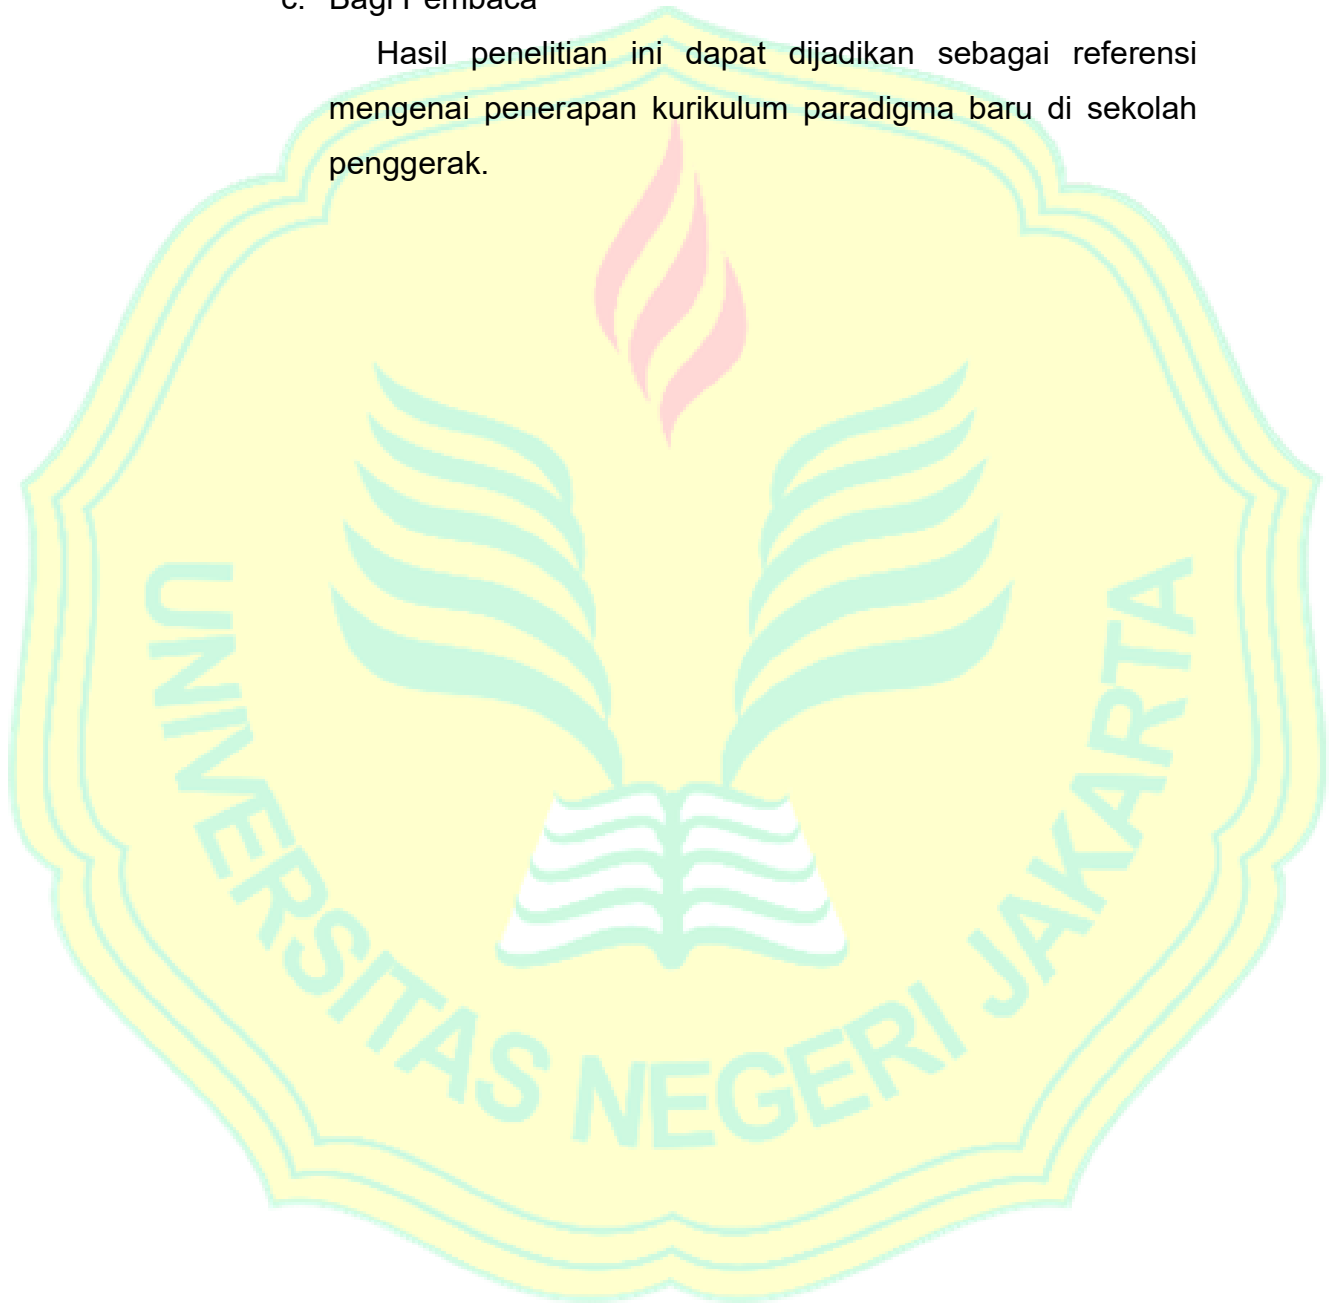 c. Bagi Pembaca
Hasil penelitian ini dapat dijadikan sebagai referensi
mengenai penerapan kurikulum paradigma baru di sekolah
penggerak.
UNIVERSITAS NEGERI JAKARTA